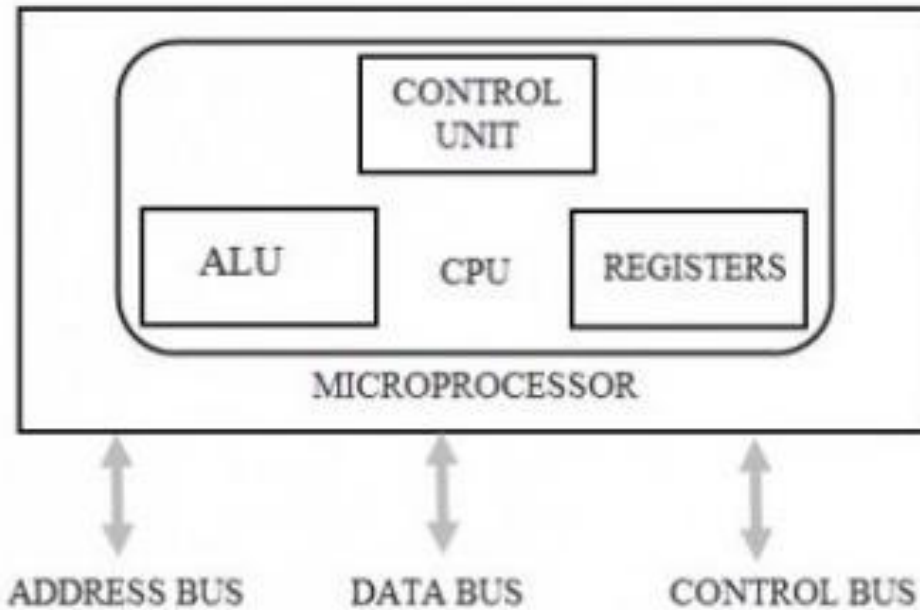 CONTROL
UNIT
ALU
CPU
REGISTERS
MICROPROCESSOR
ADDRESS BUS
DATA BUS
CONTROL BUS